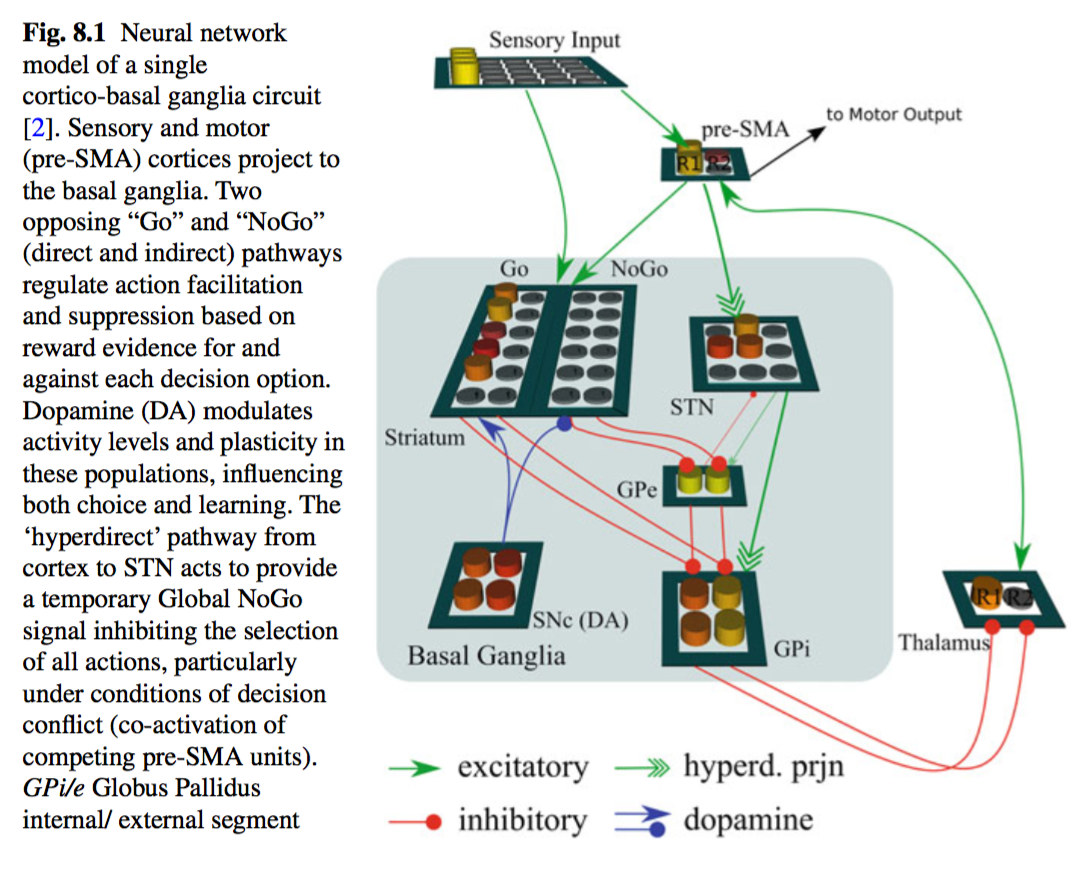 Fig. 8.1 Neural network
model of a single
cortico-basal ganglia circuit
[2]. Sensory and motor
(pre-SMA) cortices project to
the basal ganglia. Two
opposing “Go” and “NoGo”
(direct and indirect) pathways
regulate action facilitation
and suppression based on
reward evidence for and
against each decision option.
Dopamine (DA) modulates
activity levels and plasticity in
these populations, influencing
both choice and learning. The
‘hyperdirect’ pathway from
cortex to STN acts to provide
a temporary Global NoGo
signal inhibiting the selection
of all actions, particularly
under conditions of decision
conflict (co-activation of
competing pre-SMA units).
GPi/e Globus Pallidus
internal/ external segment
Sensory Input
to Motor Output
pre-SMA
R1 R2
Go
NoGo
STN
Striatum
GPe
SNc (DA)
Basal Ganglia
GPi
R1 R2
Thalamus
excitatory
hyperd. prjn
inhibitory
dopamine